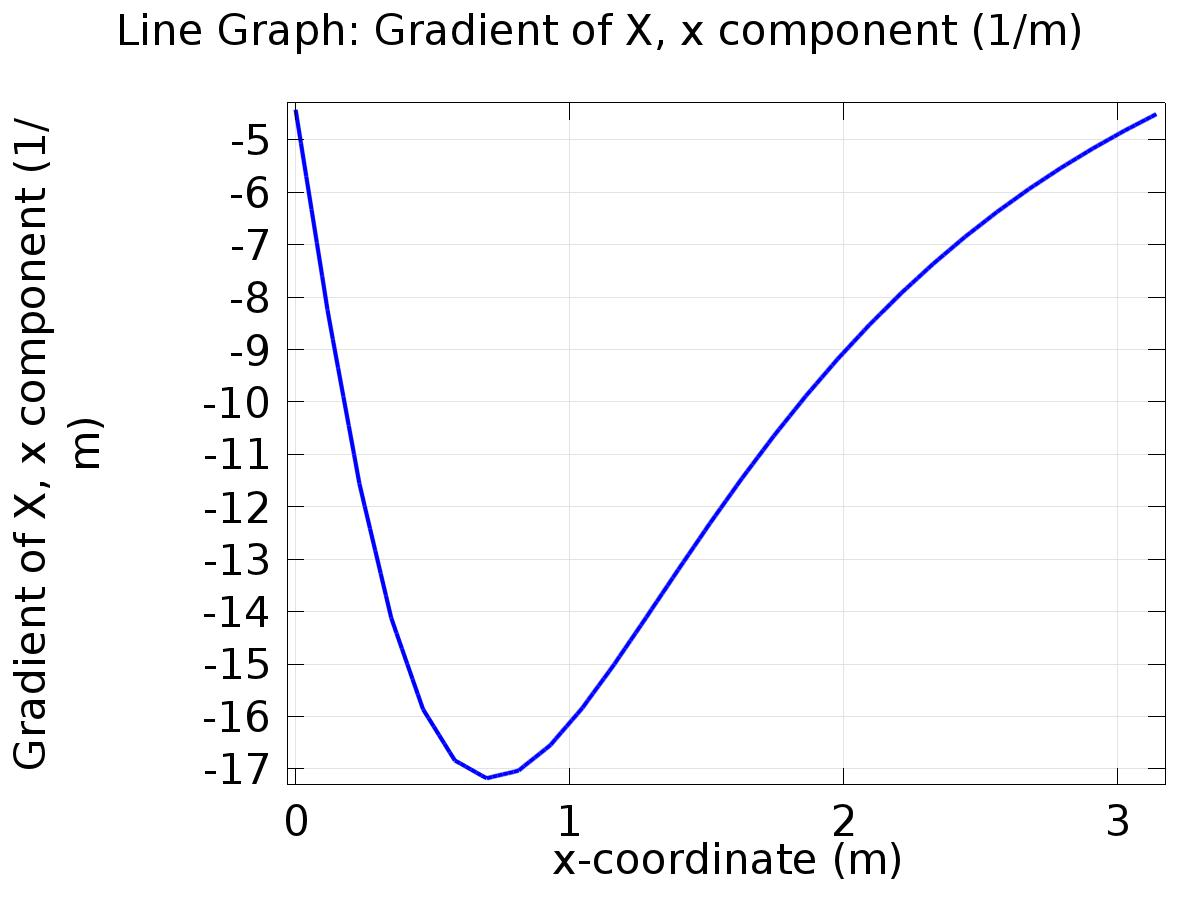 Line Graph: Gradient of X, x component (1/m)
Gradient of X, x component (1/
m)
-5
-6
-7
-8
-9
-10
-11
-12
-13
-14
-15
-16
-17
0 1 2 3
x-coordinate (m)